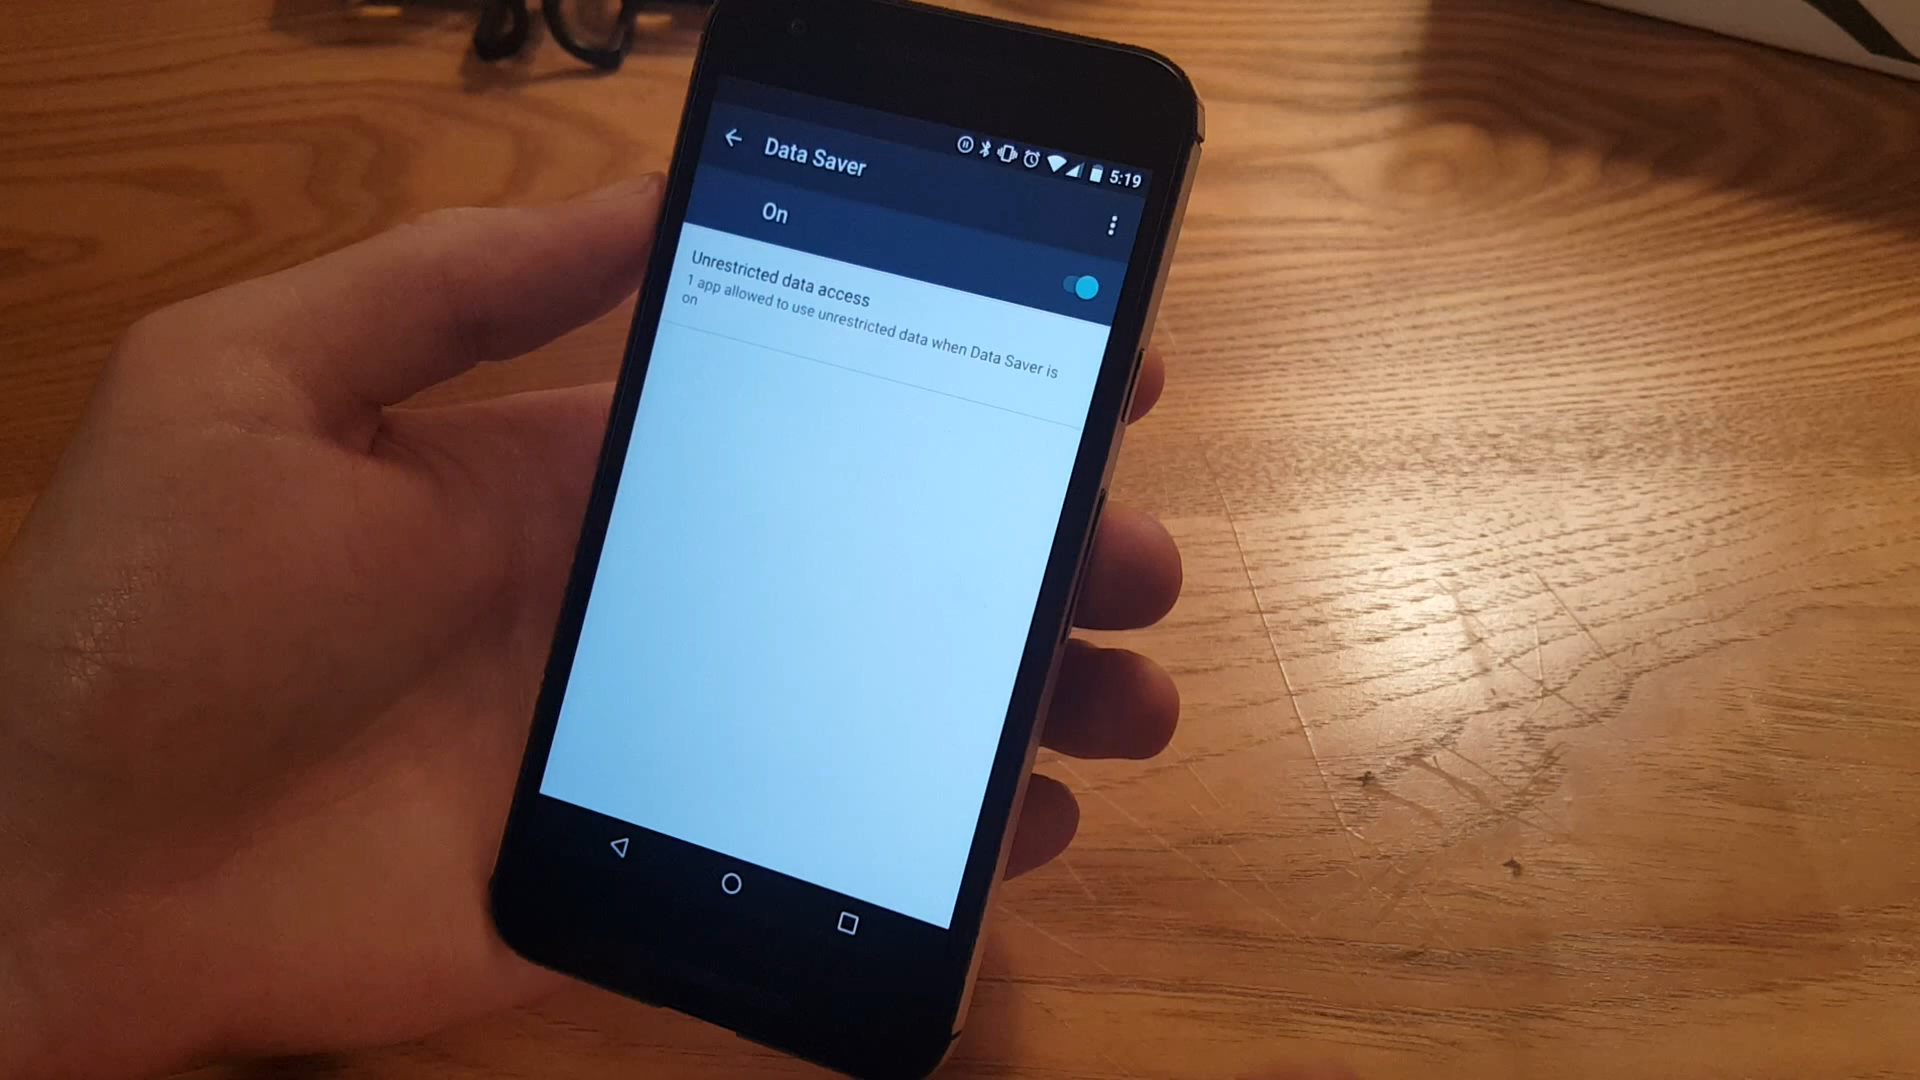 5:19
Data Saver
On
Unrestricted data access
1 app allowed to use unrestricted data when Data Saver is
on